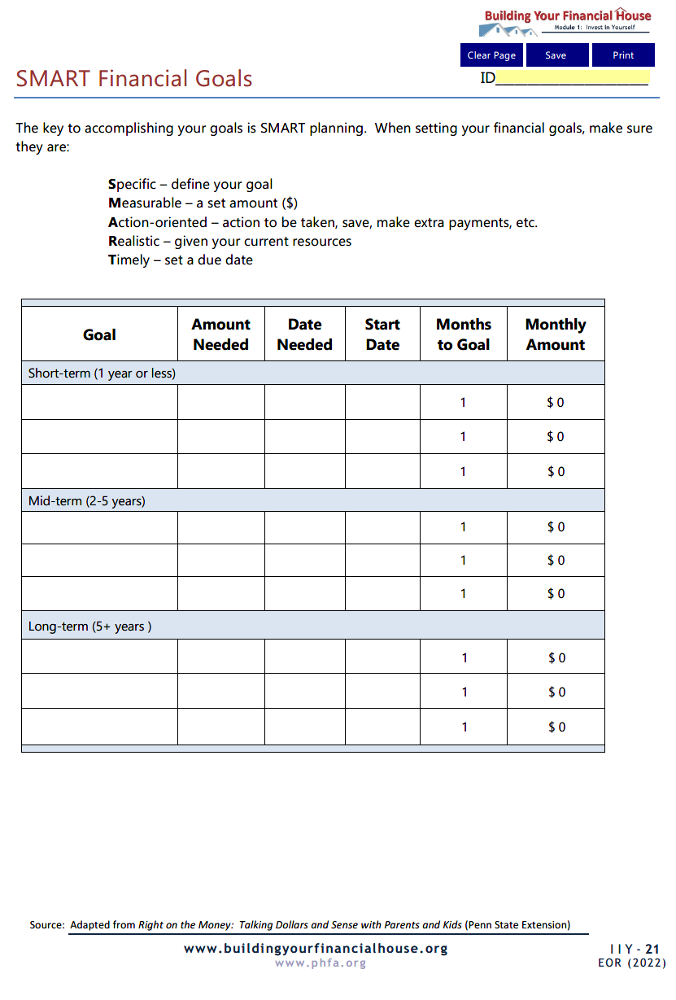 Building Your Financial House
Module 1: Invest In Yourself
Clear Page Save Print
SMART Financial Goals
ID
The key to accomplishing your goals is SMART planning. When setting your financial goals, make sure
they are:
Specific – define your goal
Measurable – a set amount ($)
Action-oriented – action to be taken, save, make extra payments, etc.
Realistic – given your current resources
Timely – set a due date
Goal Amount Needed Date Needed Start Date Months to Goal Monthly Amount
Short-term (1 year or less)
1 $ 0
1 $ 0
1 $ 0
Mid-term (2-5 years)
1 $ 0
1 $ 0
1 $ 0
Long-term (5+ years )
1 $ 0
1 $ 0
1 $ 0
Source: Adapted from Right on the Money: Talking Dollars and Sense with Parents and Kids (Penn State Extension)
www.buildingyourfinancialhouse.org IIY - 21
www.phfa.org EOR (2022)